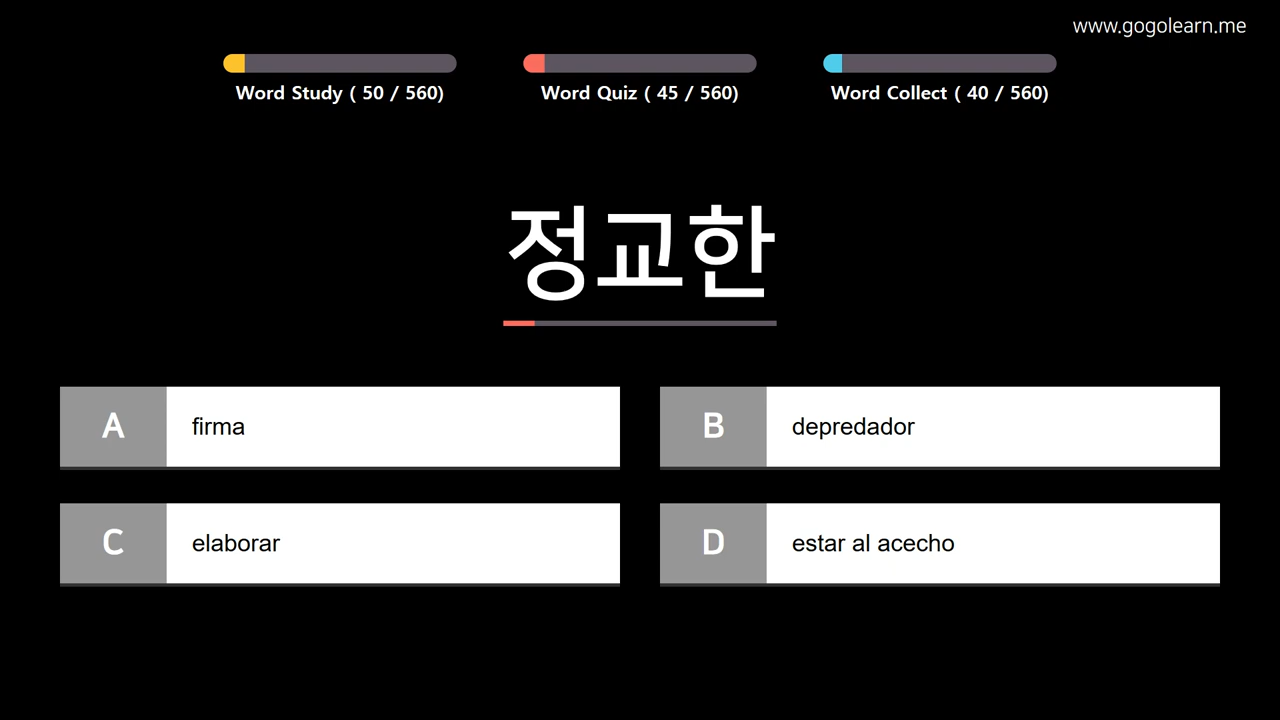 www.gogolearn.me
Word Study ( 50 / 560)
Word Quiz ( 45 / 560)
Word Collect ( 40 / 560)
정교한
A
firma
B
depredador
C
elaborar
D
estar al acecho